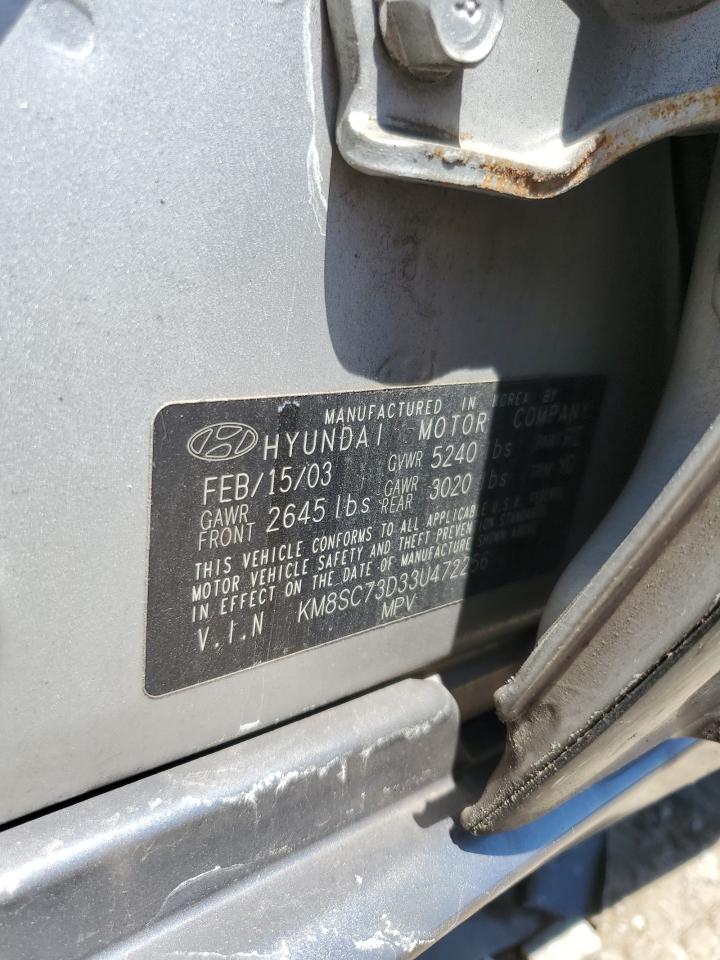 MANUFACTURED IN KOREA BY
HYUNDAI MOTOR COMPANY
FEB/15/03 GVWR 5240 lbs PAINT
GAWR FRONT 2645 lbs GAWR REAR 3020 lbs TRIM
THIS VEHICLE CONFORMS TO ALL APPLICABLE U.S.A. FEDERAL
MOTOR VEHICLE SAFETY AND THEFT PREVENTION STANDARDS
IN EFFECT ON THE DATE OF MANUFACTURE SHOWN ABOVE
V.I.N KM8SC73D33U472256
MPV